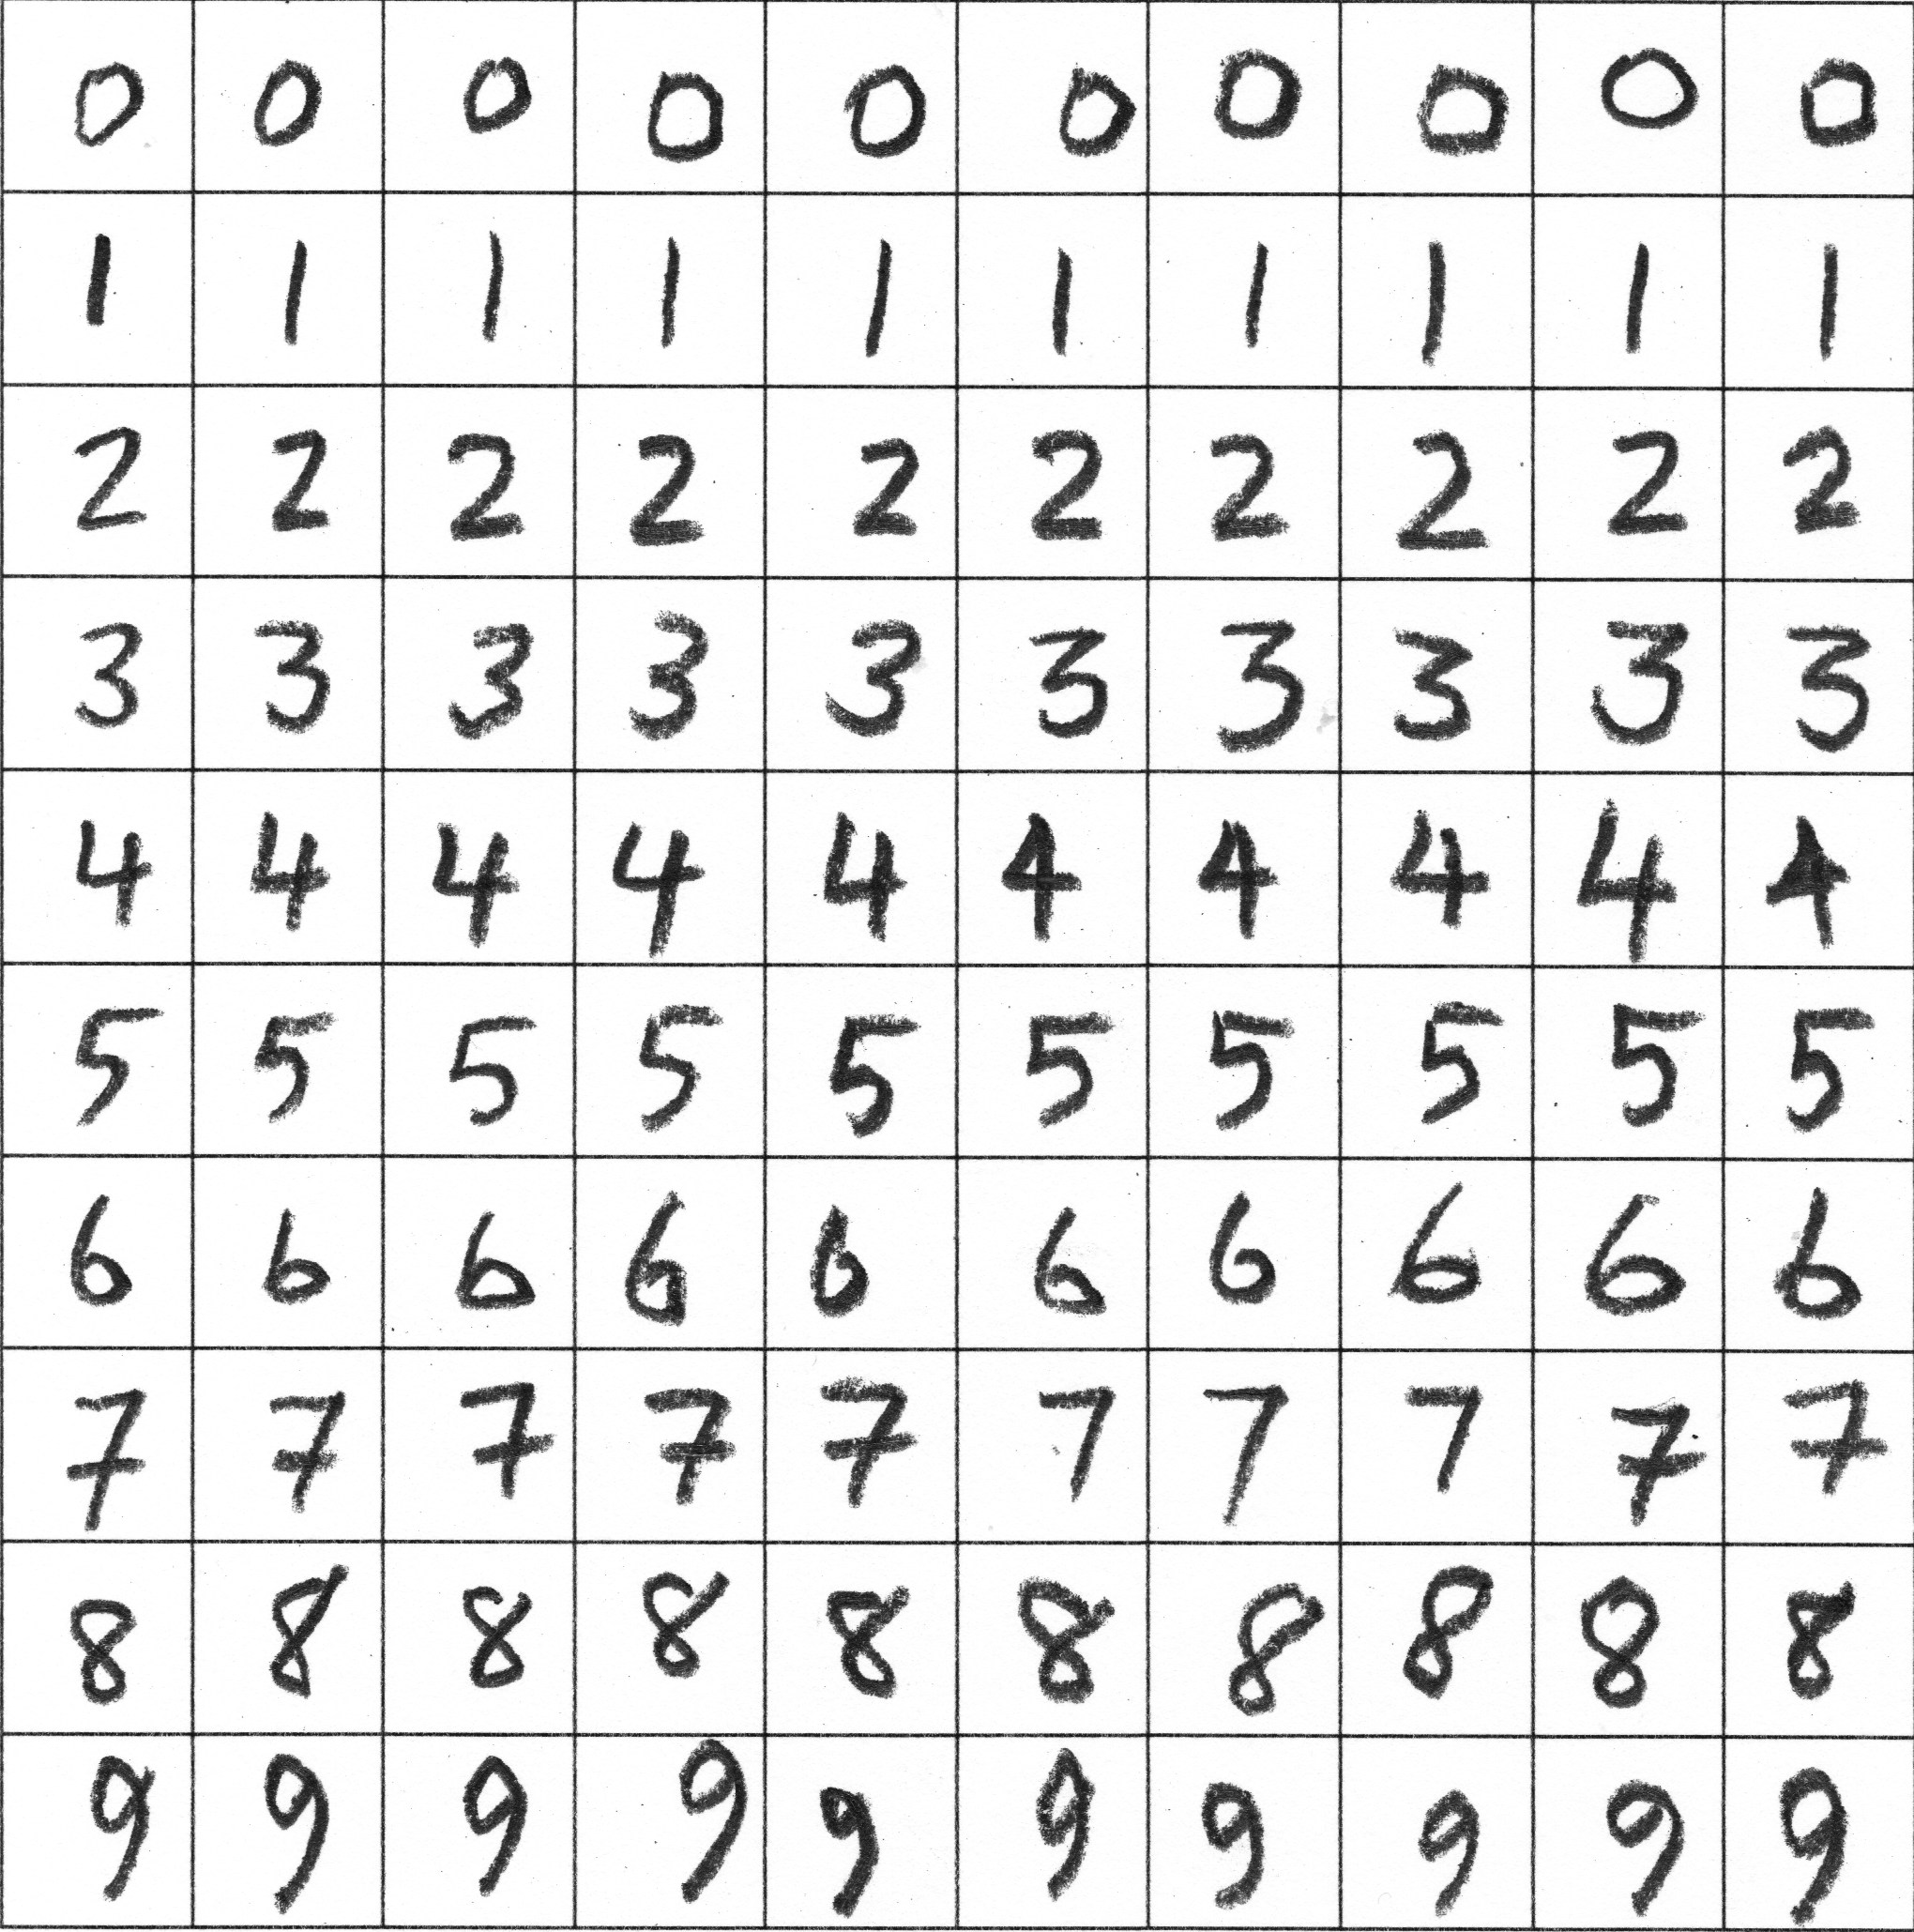 0 0 0 0 0 0 0 0 0 0
1 1 1 1 1 1 1 1 1 1
2 2 2 2 2 2 2 2 2 2
3 3 3 3 3 3 3 3 3 3
4 4 4 4 4 4 4 4 4 4
5 5 5 5 5 5 5 5 5 5
6 6 6 6 6 6 6 6 6 6
7 7 7 7 7 7 7 7 7 7
8 8 8 8 8 8 8 8 8 8
9 9 9 9 9 9 9 9 9 9